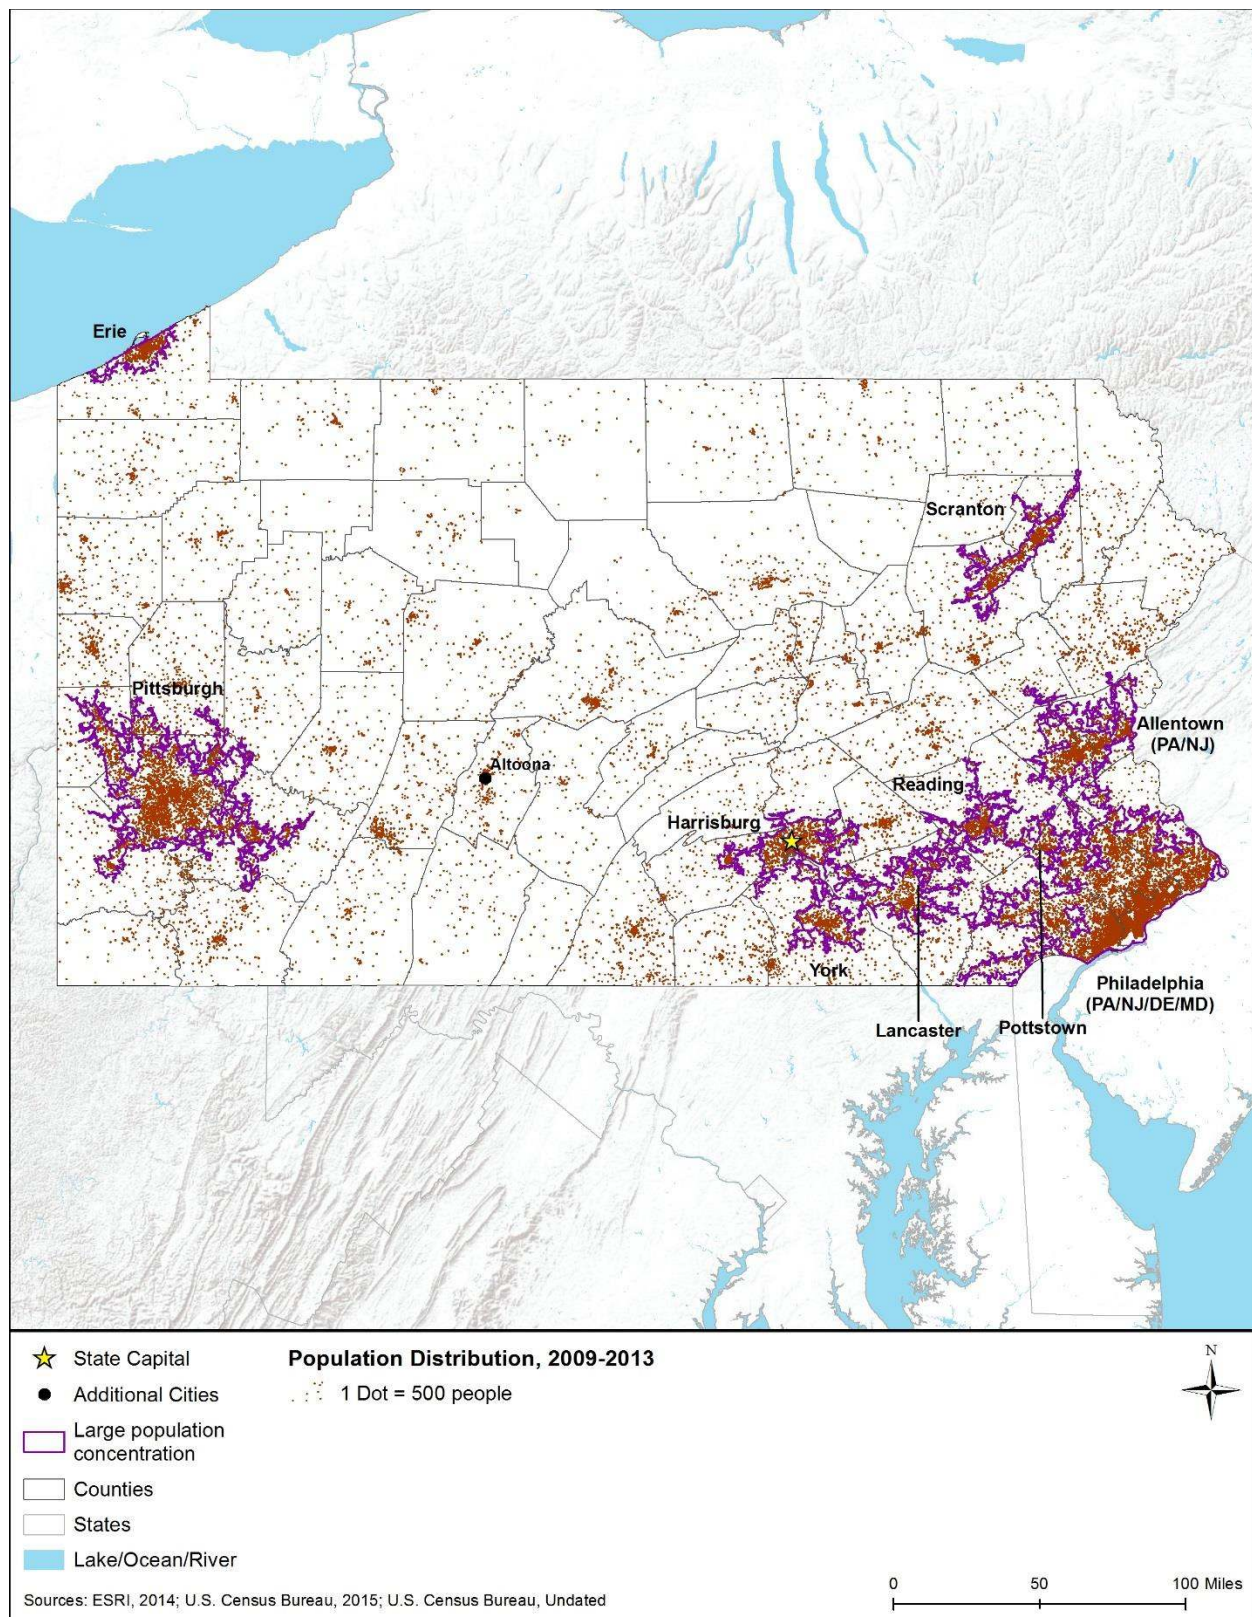 Erie
Scranton
Pittsburgh
Allentown
(PA/NJ)
Altoona
Reading
Harrisburg
York
Philadelphia
(PA/NJ/DE/MD)
Lancaster
Pottstown
State Capital
Additional Cities
Large population
concentration
Counties
States
Lake/Ocean/River
Population Distribution, 2009-2013
1 Dot = 500 people
N
Sources: ESRI, 2014; U.S. Census Bureau, 2015; U.S. Census Bureau, Undated
0 50 100 Miles